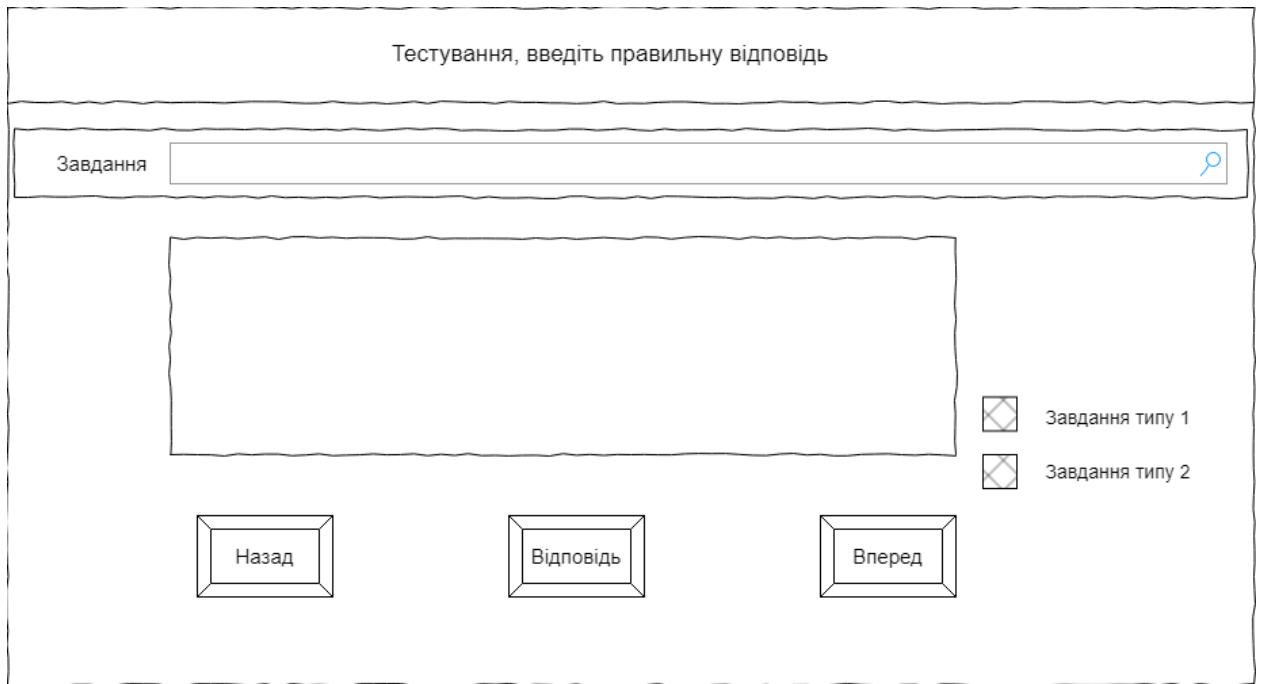 Тестування, введіть правильну відповідь
Завдання
Завдання типу 1
Завдання типу 2
Назад
Відповідь
Вперед